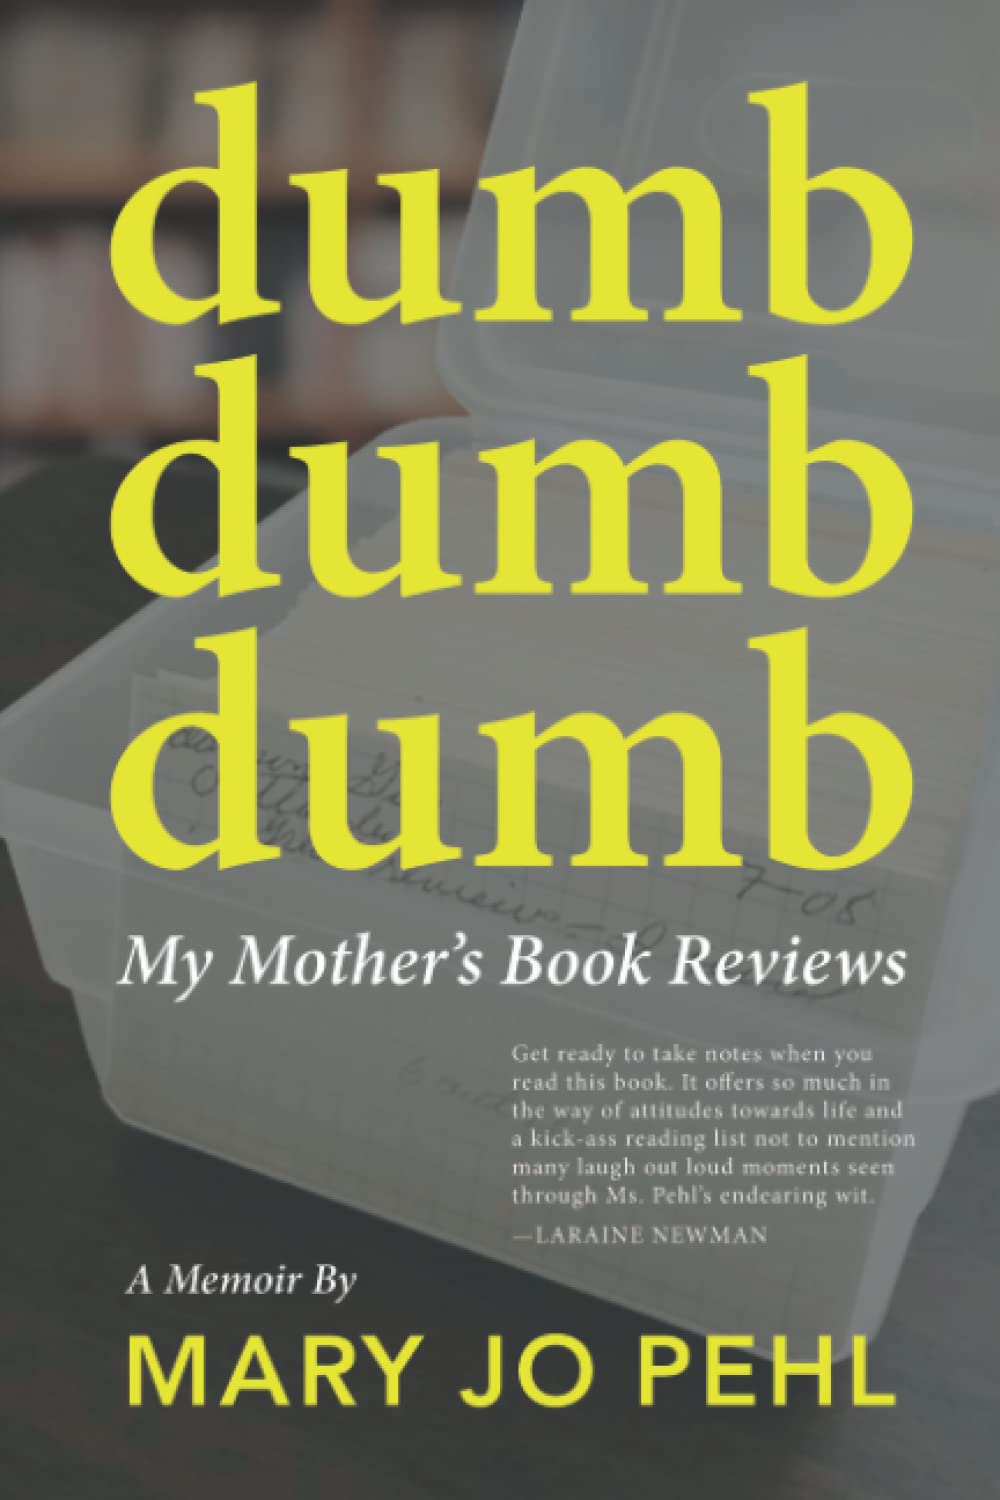 dumb
dumb
dumb
7-05
My Mother's Book Reviews
Get ready to take notes when you
read this book. It offers so much in
the way of attitudes towards life and
a kick-ass reading list not to mention
many laugh out loud moments seen
through Ms. Pehl's endearing wit.
—LARAINE NEWMAN
A Memoir By
MARY JO PEHL